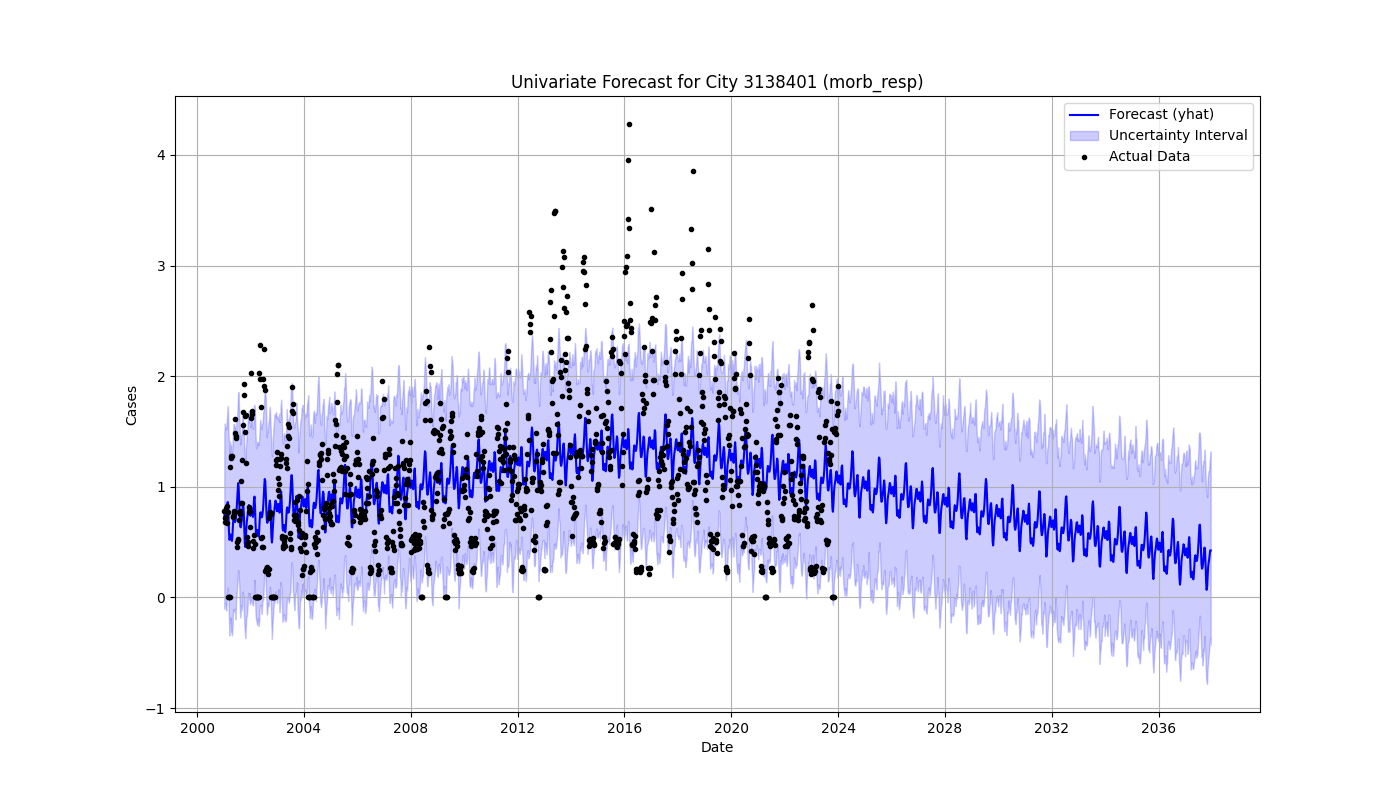 Univariate Forecast for City 3138401 (morb_resp)
Forecast (yhat)
Uncertainty Interval
Actual Data
Cases
4
3
2
1
0
−1
2000 2004 2008 2012 2016 2020 2024 2028 2032 2036
Date